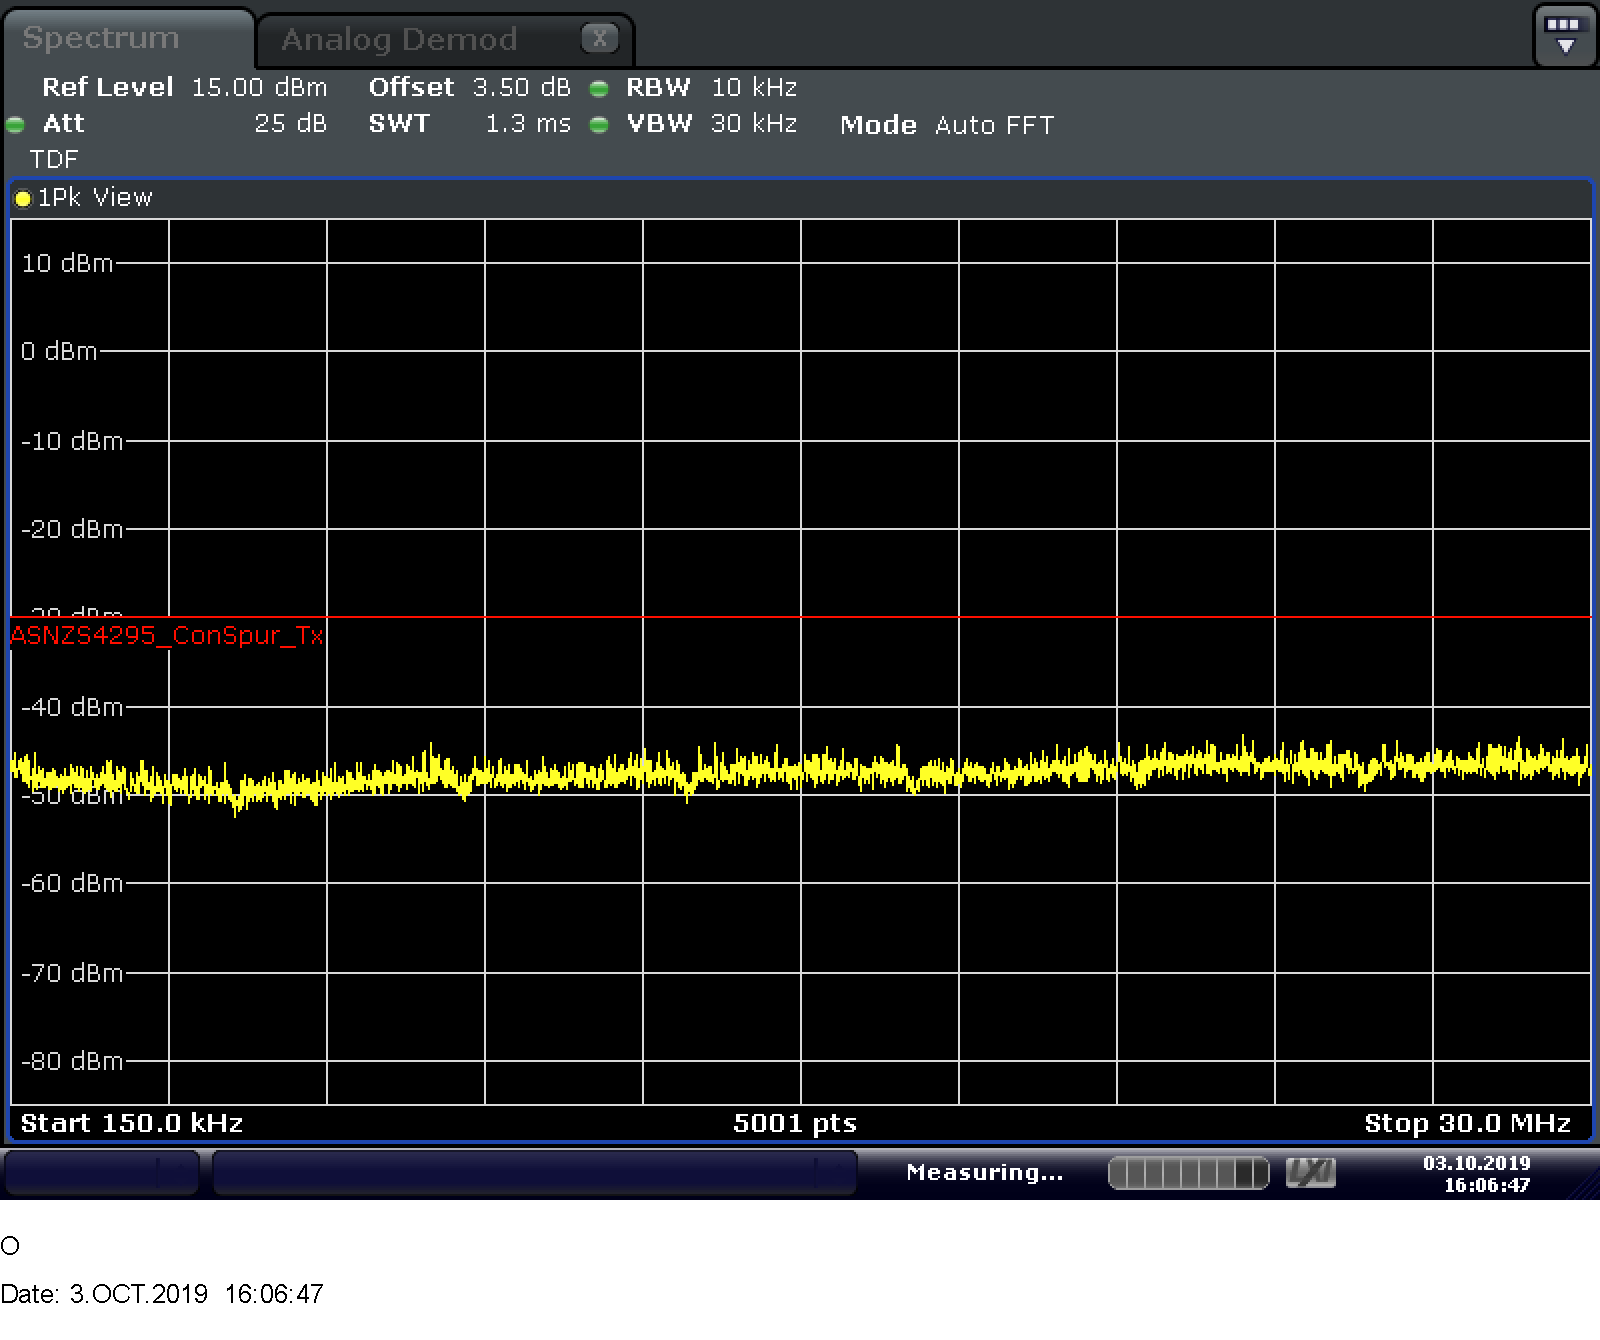 Spectrum
Analog Demod X
Ref Level 15.00 dBm Offset 3.50 dB RBW 10 kHz
Att 25 dB SWT 1.3 ms VBW 30 kHz Mode Auto FFT
TDF
1Pk View
10 dBm
0 dBm
-10 dBm
-20 dBm
-30 dBm
ASNZS4295_ConSpur_Tx
-40 dBm
-50 dBm
-60 dBm
-70 dBm
-80 dBm
Start 150.0 kHz 5001 pts Stop 30.0 MHz
Measuring... LXI 03.10.2019
16:06:47
O
Date: 3.OCT.2019 16:06:47